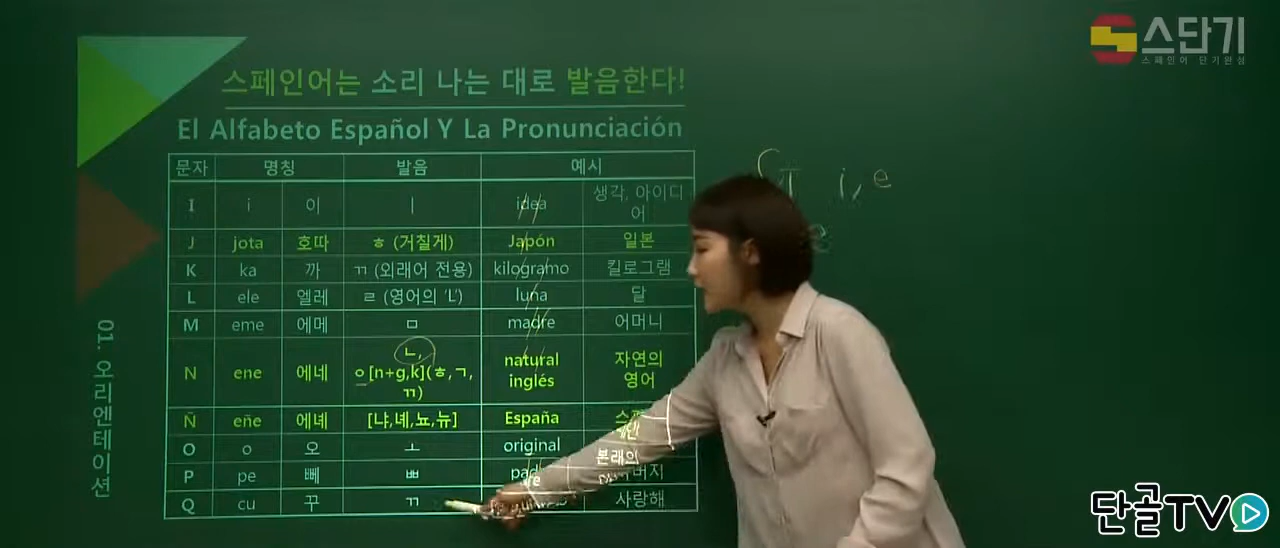 스단기
스페인어 단기완성
스페인어는 소리 나는 대로 발음한다!
El Alfabeto Español Y La Pronunciación
문자 명칭 발음 예시
I i 이 ㅣ idea 생각, 아이디어
J jota 호따 ㅎ (거칠게) Japón 일본
K ka 까 ㄲ (외래어 전용) kilogramo 킬로그램
L ele 엘레 ㄹ (영어의 'L') luna 달
M eme 에메 ㅁ madre 어머니
N ene 에네 ㄴ, ㅇ[n+g,k](ㅎ,ㄱ,ㄲ) natural inglés 자연의 영어
Ñ eñe 에녜 [냐,녜,뇨,뉴] España
O o 오 ㅗ original 본래의
P pe 뻬 ㅃ
Q cu 꾸 ㄲ 사랑해
i, e
e
01. 오리엔테이션
단골TV